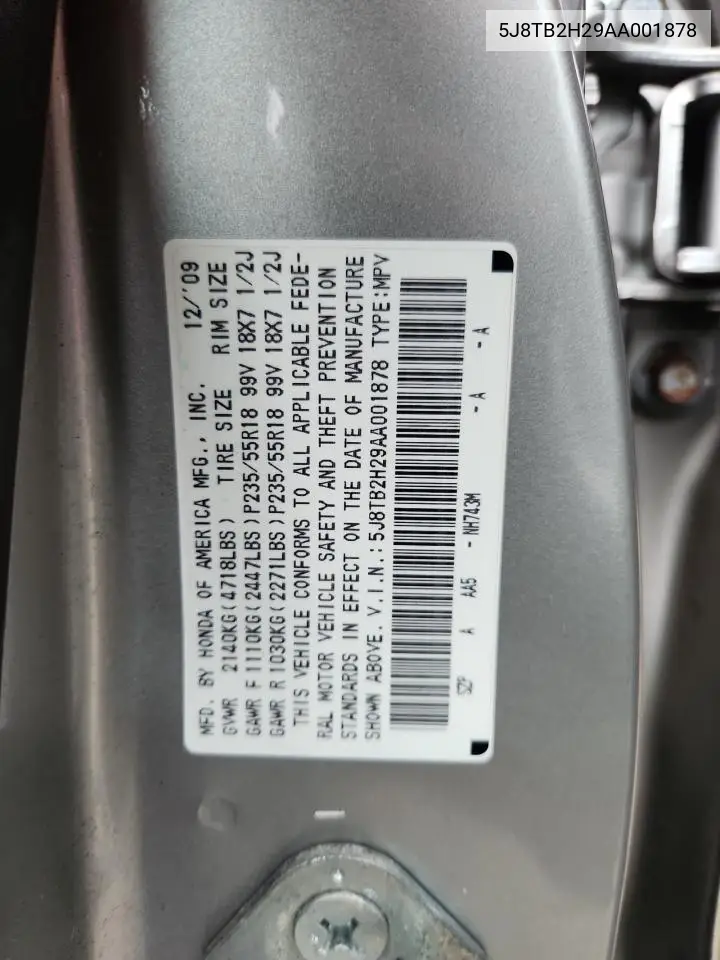 5J8TB2H29AA001878
MFD. BY HONDA OF AMERICA MFG., INC. 12/'09
GVWR 2140KG(4718LBS) TIRE SIZE RIM SIZE
GAWR F 1110KG(2447LBS)P235/55R18 99V 18X7 1/2J
GAWR R 1030KG(2271LBS)P235/55R18 99V 18X7 1/2J
THIS VEHICLE CONFORMS TO ALL APPLICABLE FEDE-
RAL MOTOR VEHICLE SAFETY AND THEFT PREVENTION
STANDARDS IN EFFECT ON THE DATE OF MANUFACTURE
SHOWN ABOVE. V.I.N.:5J8TB2H29AA001878 TYPE:MPV
SZP A AA5 - NH743M - A - A